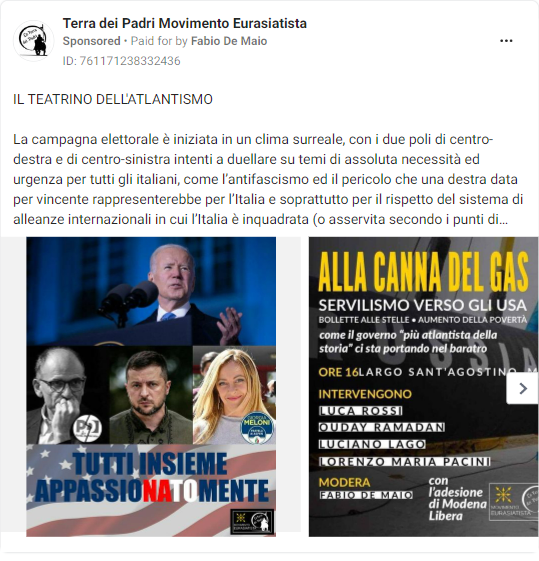 Terra dei Padri Movimento Eurasiatista
Sponsored • Paid for by Fabio De Maio
ID: 761171238332436
IL TEATRINO DELL'ATLANTISMO
La campagna elettorale è iniziata in un clima surreale, con i due poli di centro-
destra e di centro-sinistra intenti a duellare su temi di assoluta necessità ed
urgenza per tutti gli italiani, come l'antifascismo ed il pericolo che una destra data
per vincente rappresenterebbe per l'Italia e soprattutto per il rispetto del sistema di
alleanze internazionali in cui l'Italia è inquadrata (o asservita secondo i punti di...
GIORGIA
MELONI
TUTTI INSIEME
APPASSIONATOMENTE
ALLA CANNA DEL GAS
SERVILISMO VERSO GLI USA
BOLLETTE ALLE STELLE • AUMENTO DELLA POVERTÀ
come il governo "più atlantista della
storia" ci sta portando nel baratro
ORE 16 LARGO SANT'AGOSTINO
INTERVENGONO
LUCA ROSSI
OUDAY RAMADAN
LUCIANO LAGO
LORENZO MARIA PACINI
MODERA
FABIO DE MAIO
con
l'adesione
di Modena
Libera
MOVIMENTO
EURASIATISTA